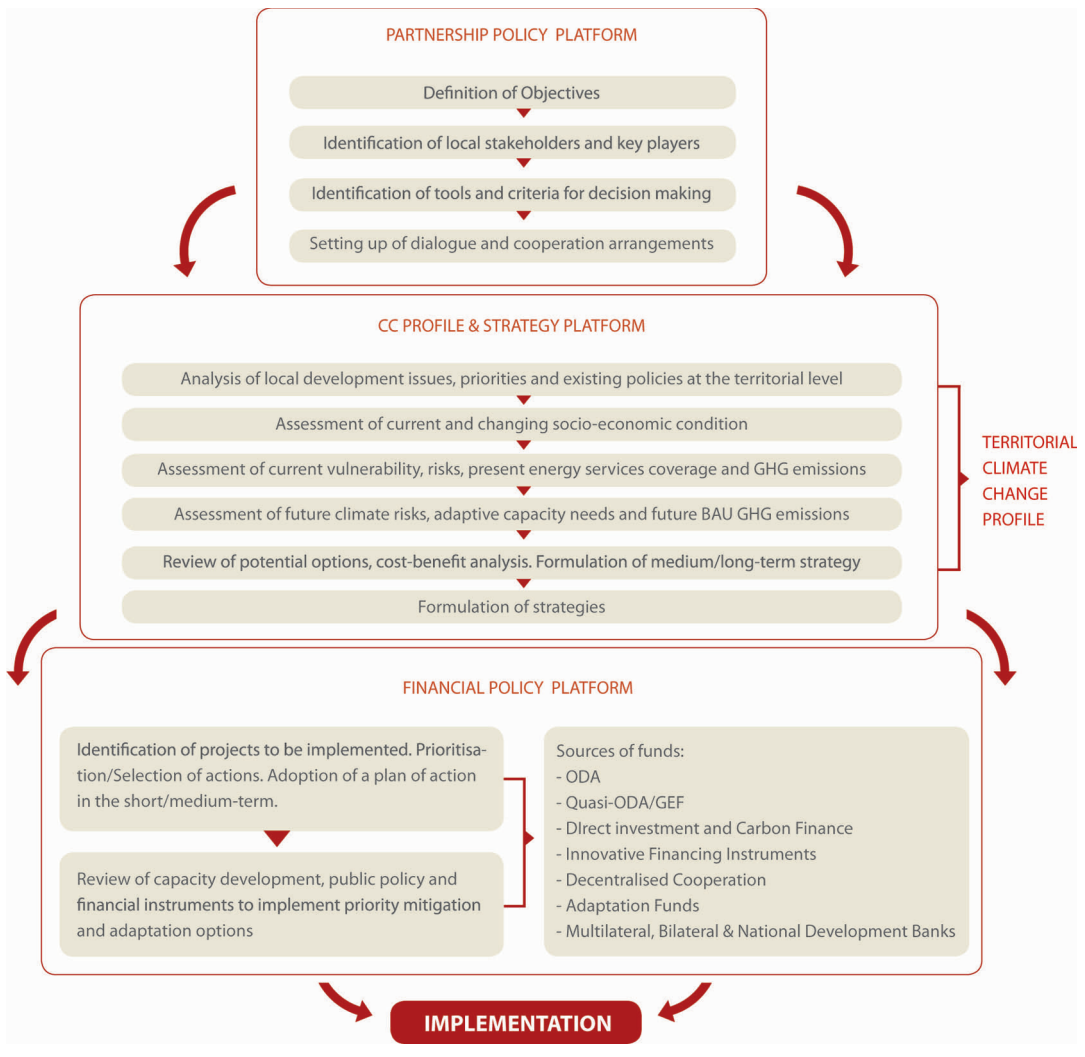 PARTNERSHIP POLICY PLATFORM
Definition of Objectives
Identification of local stakeholders and key players
Identification of tools and criteria for decision making
Setting up of dialogue and cooperation arrangements
CC PROFILE & STRATEGY PLATFORM
Analysis of local development issues, priorities and existing policies at the territorial level
Assessment of current and changing socio-economic condition
Assessment of current vulnerability, risks, present energy services coverage and GHG emissions
Assessment of future climate risks, adaptive capacity needs and future BAU GHG emissions
Review of potential options, cost-benefit analysis. Formulation of medium/long-term strategy
Formulation of strategies
TERRITORIAL
CLIMATE
CHANGE
PROFILE
FINANCIAL POLICY PLATFORM
Identification of projects to be implemented. Prioritisa-
tion/Selection of actions. Adoption of a plan of action
in the short/medium-term.
Review of capacity development, public policy and
financial instruments to implement priority mitigation
and adaptation options
Sources of funds:
- ODA
- Quasi-ODA/GEF
- DIrect investment and Carbon Finance
- Innovative Financing Instruments
- Decentralised Cooperation
- Adaptation Funds
- Multilateral, Bilateral & National Development Banks
IMPLEMENTATION